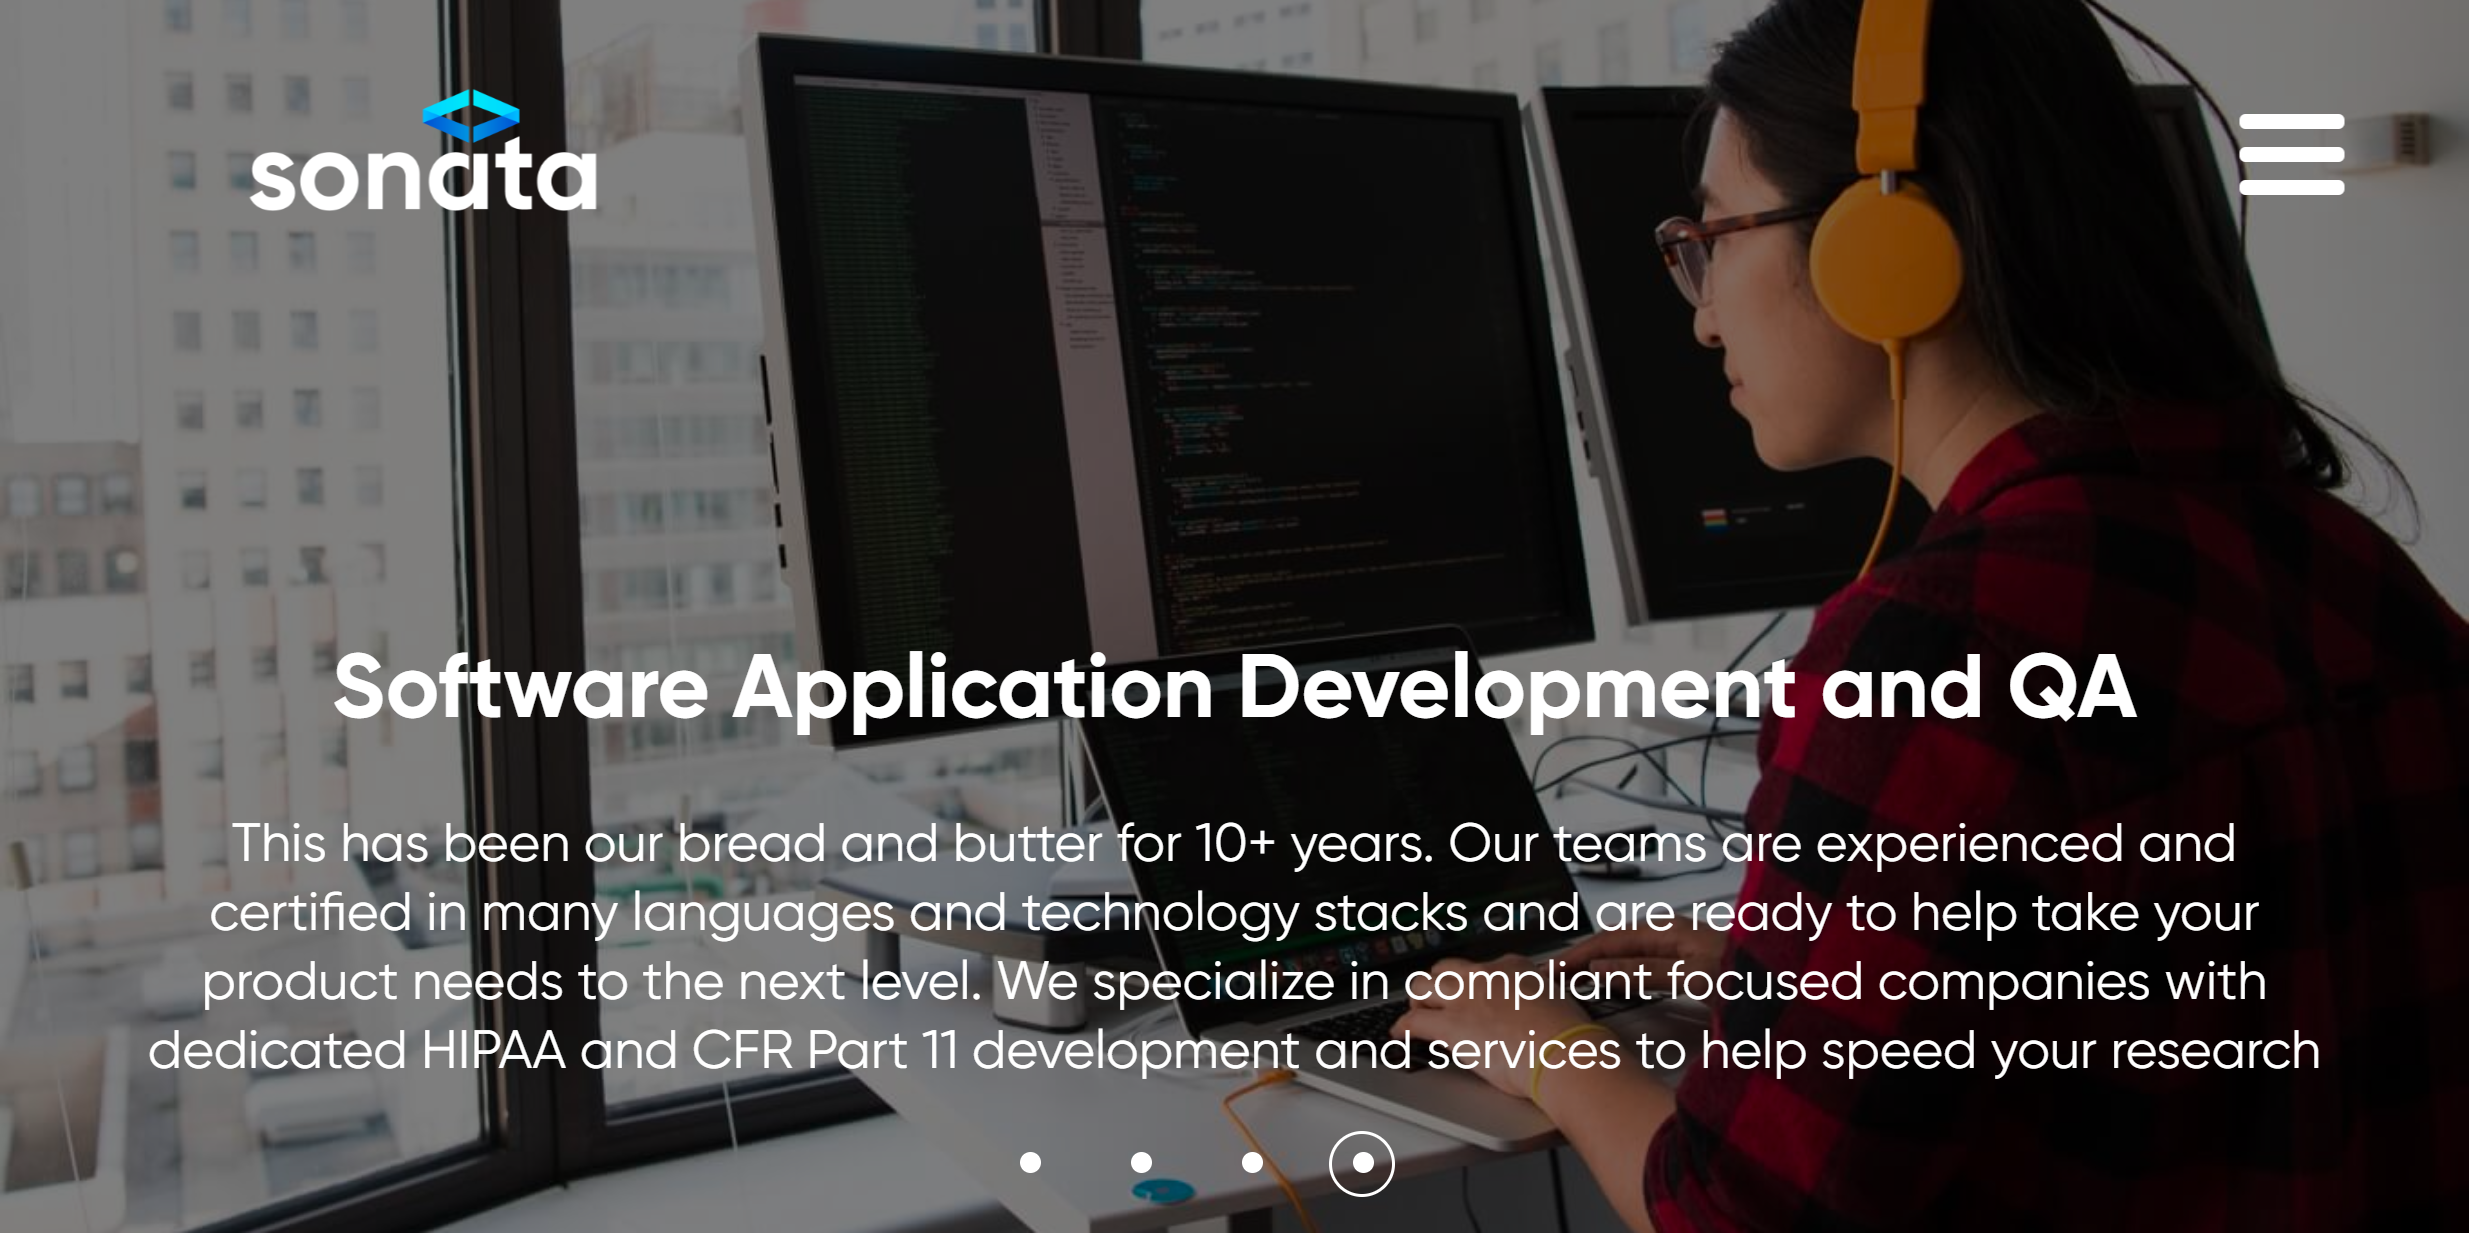 sonata
Software Application Development and QA
This has been our bread and butter for 10+ years. Our teams are experienced and
certified in many languages and technology stacks and are ready to help take your
product needs to the next level. We specialize in compliant focused companies with
dedicated HIPAA and CFR Part 11 development and services to help speed your research